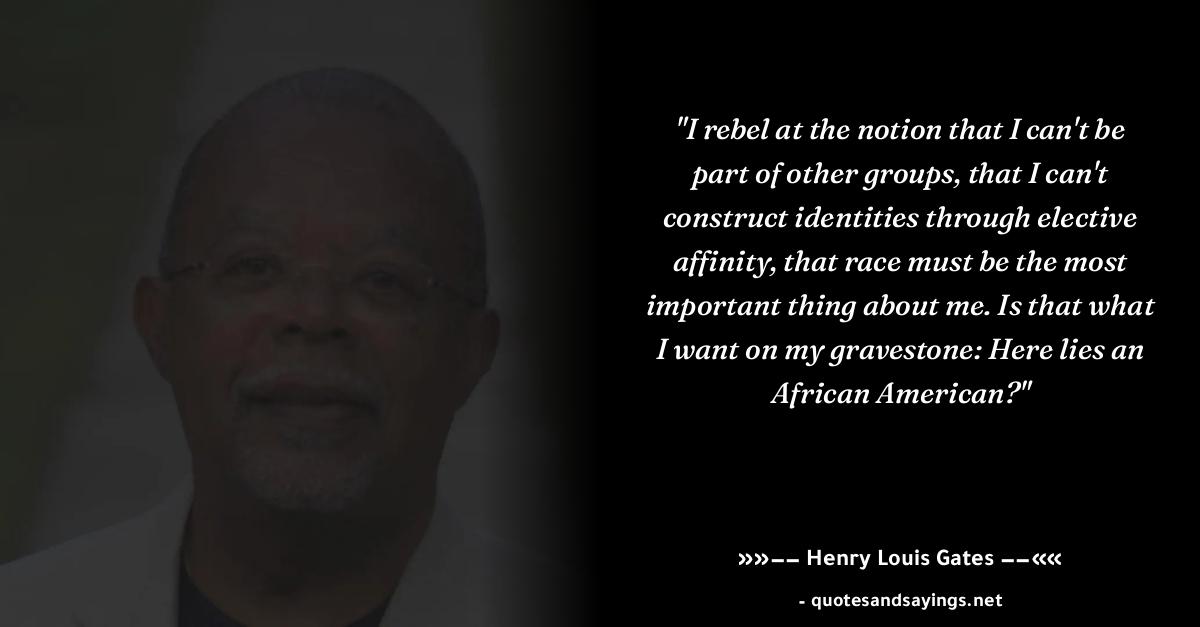 "I rebel at the notion that I can't be
part of other groups, that I can't
construct identities through elective
affinity, that race must be the most
important thing about me. Is that what
I want on my gravestone: Here lies an
African American?"
»»−− Henry Louis Gates −−««
- quotesandsayings.net